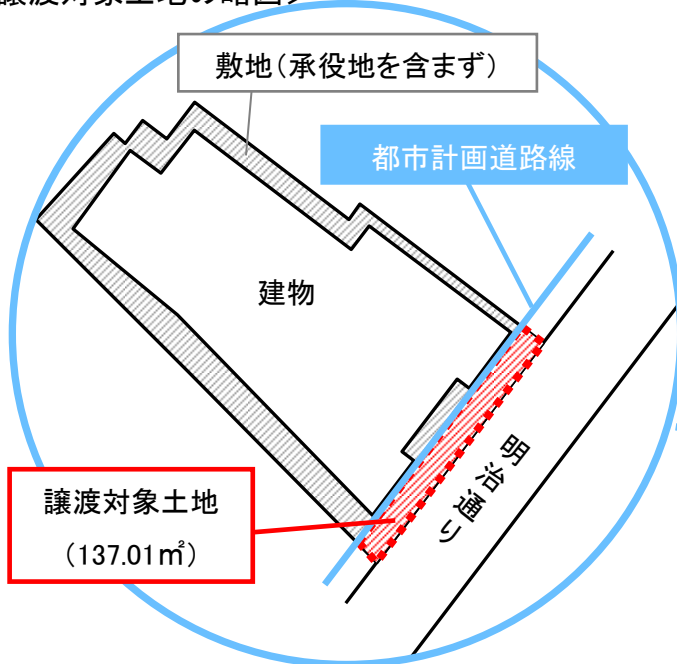 譲渡対象土地の略図
敷地(承役地を含まず)
都市計画道路線
建物
明治通り
譲渡対象土地
(137.01㎡)